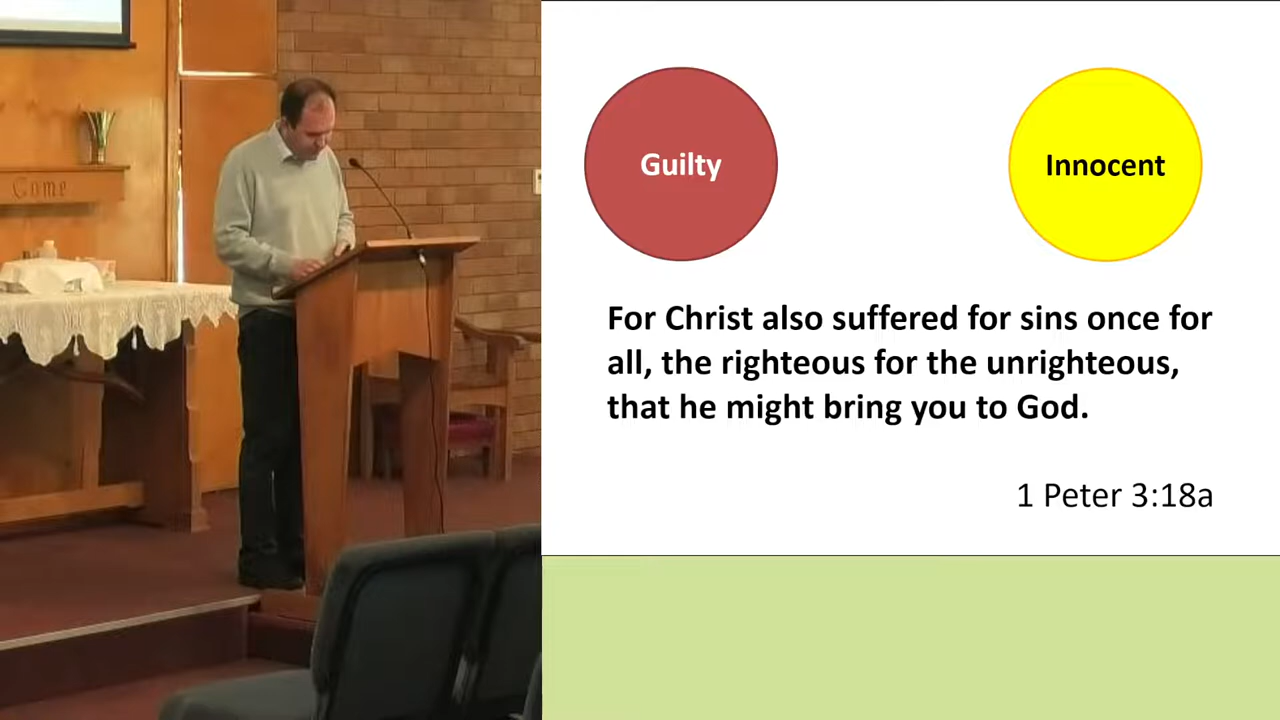 Come
Guilty
Innocent
For Christ also suffered for sins once for
all, the righteous for the unrighteous,
that he might bring you to God.
1 Peter 3:18a